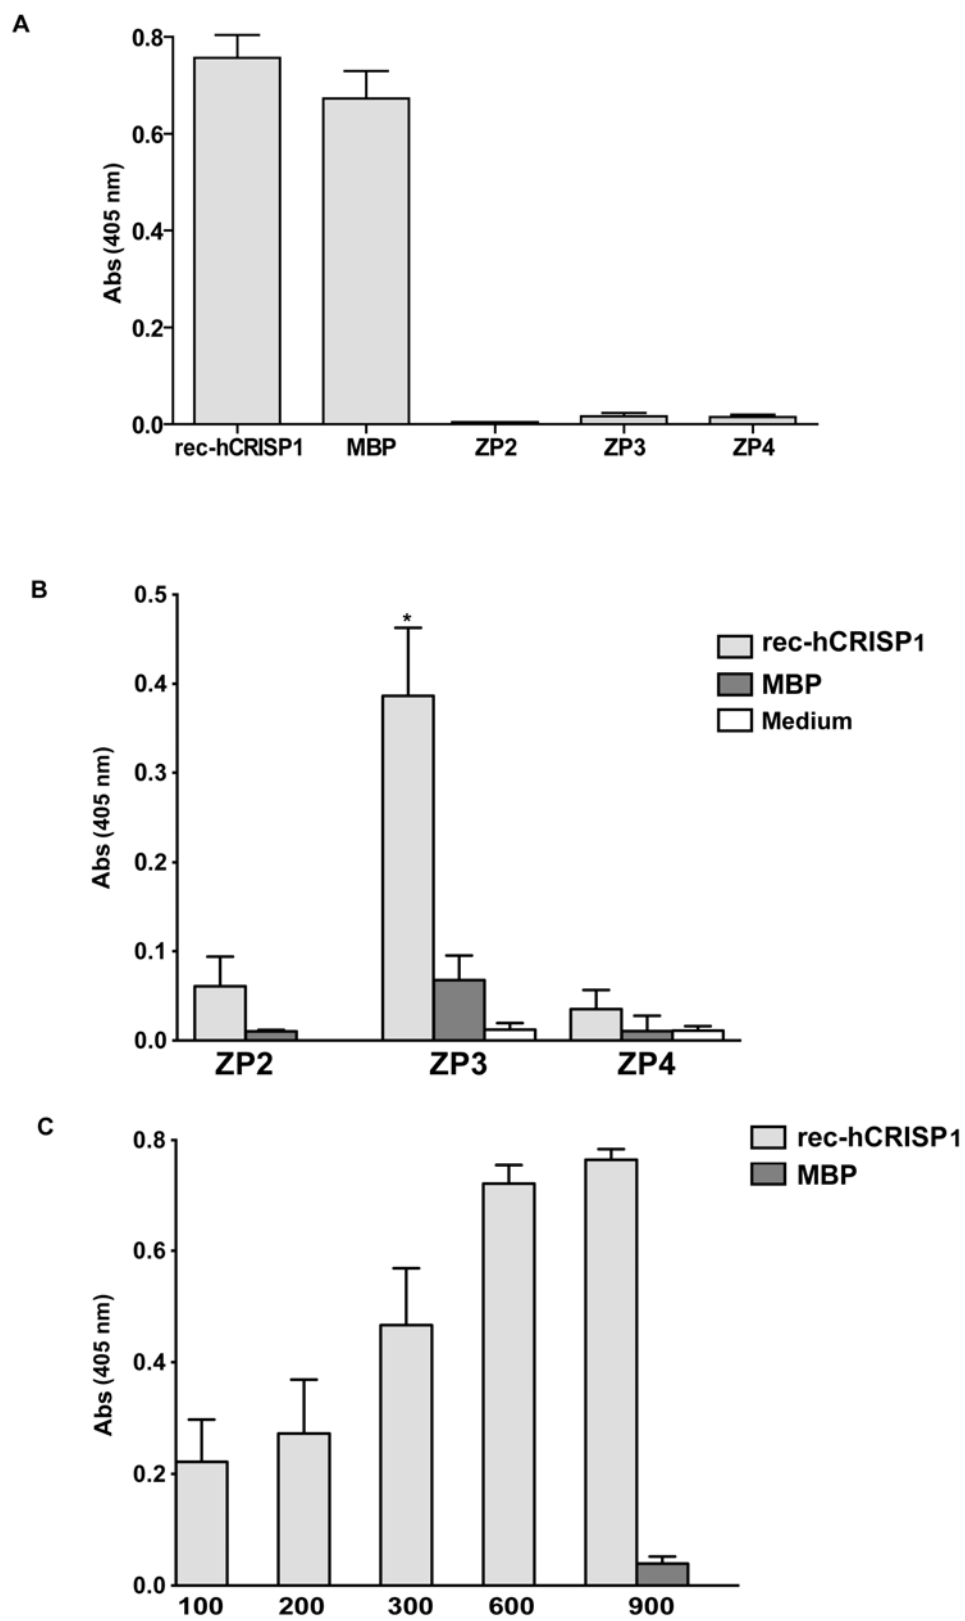 A
0.8
0.6
0.4
0.2
0.0
Abs (405 nm)
rec-hCRISP1 MBP ZP2 ZP3 ZP4
B
0.5
0.4
0.3
0.2
0.1
0.0
Abs (405 nm)
*
rec-hCRISP1
MBP
Medium
ZP2 ZP3 ZP4
C
0.8
0.6
0.4
0.2
0.0
Abs (405 nm)
rec-hCRISP1
MBP
100 200 300 600 900